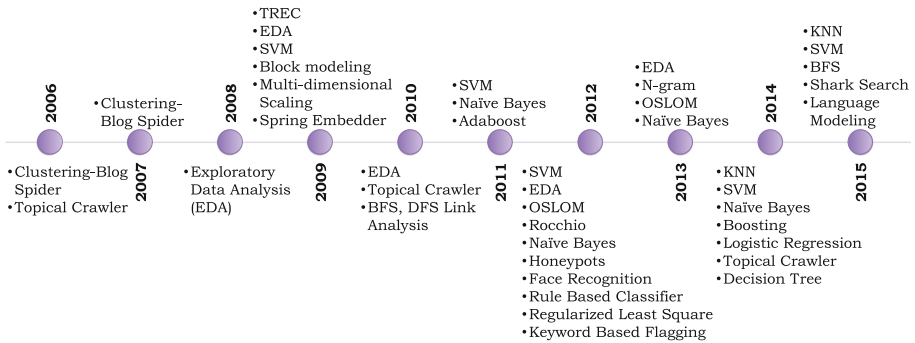 2006
•Clustering-Blog
Spider
•Topical Crawler
•Clustering-
Blog Spider
2007
2008
•Exploratory
Data Analysis
(EDA)
•TREC
•EDA
•SVM
•Block modeling
•Multi-dimensional
Scaling
•Spring Embedder
2009
2010
•EDA
•Topical Crawler
•BFS, DFS Link
Analysis
•SVM
•Naïve Bayes
•Adaboost
2011
2012
•SVM
•EDA
•OSLOM
•Rocchio
•Naïve Bayes
•Honeypots
•Face Recognition
•Rule Based Classifier
•Regularized Least Square
•Keyword Based Flagging
•EDA
•N-gram
•OSLOM
•Naïve Bayes
2013
2014
•KNN
•SVM
•Naïve Bayes
•Boosting
•Logistic Regression
•Topical Crawler
•Decision Tree
•KNN
•SVM
•BFS
•Shark Search
•Language
Modeling
2015